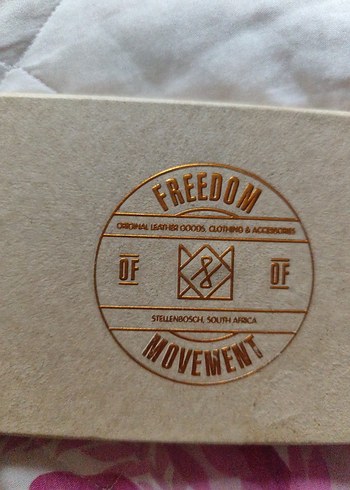 FREEDOM
ORIGINAL LEATHER GOODS, CLOTHING & ACCESSORIES
OF OF
STELLENBOSCH, SOUTH AFRICA
MOVEMENT